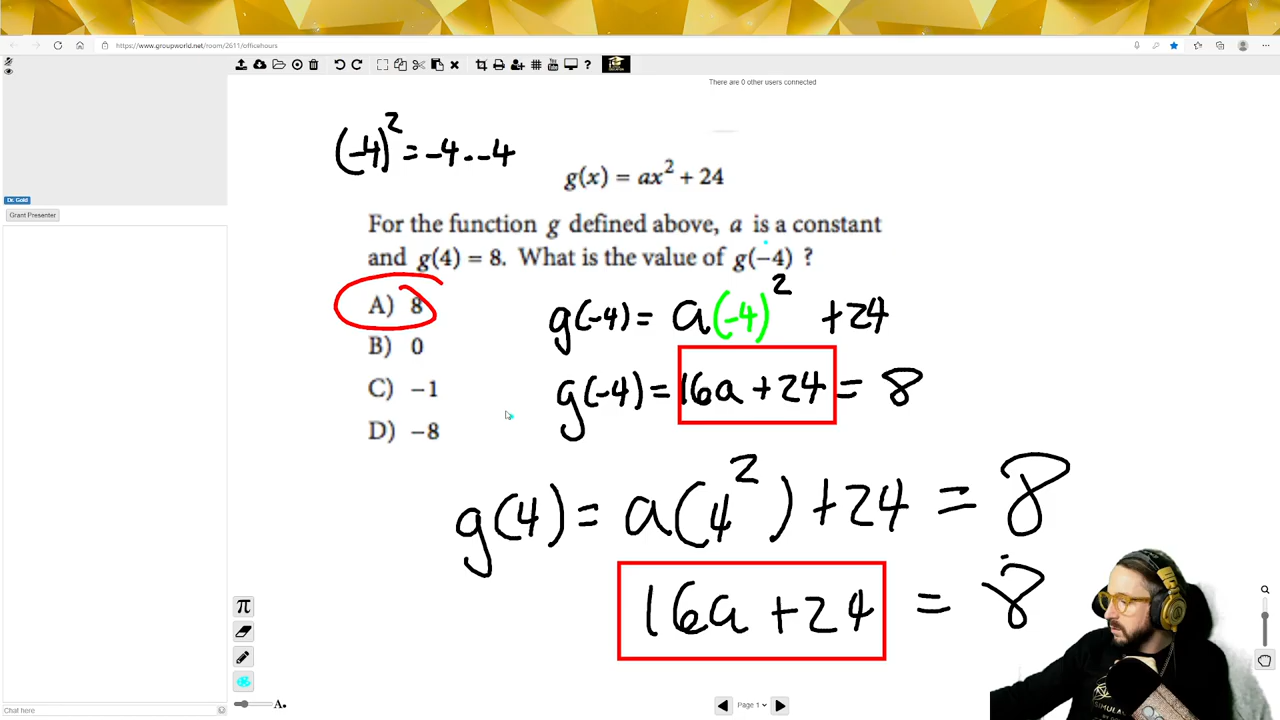 https://www.groupworld.net/room/2611/officehours
There are 0 other users connected
Dr. Gold
Grant Presenter
(-4)² = -4 · -4
g(x) = ax² + 24
For the function g defined above, a is a constant
and g(4) = 8. What is the value of g(−4) ?
A) 8
B) 0
C) −1
D) −8
g(-4) = a(-4)² +24
g(-4) = 16a + 24 = 8
g(4) = a(4²) + 24 = 8
16a + 24 = 8
π
A.
Page 1
Chat here